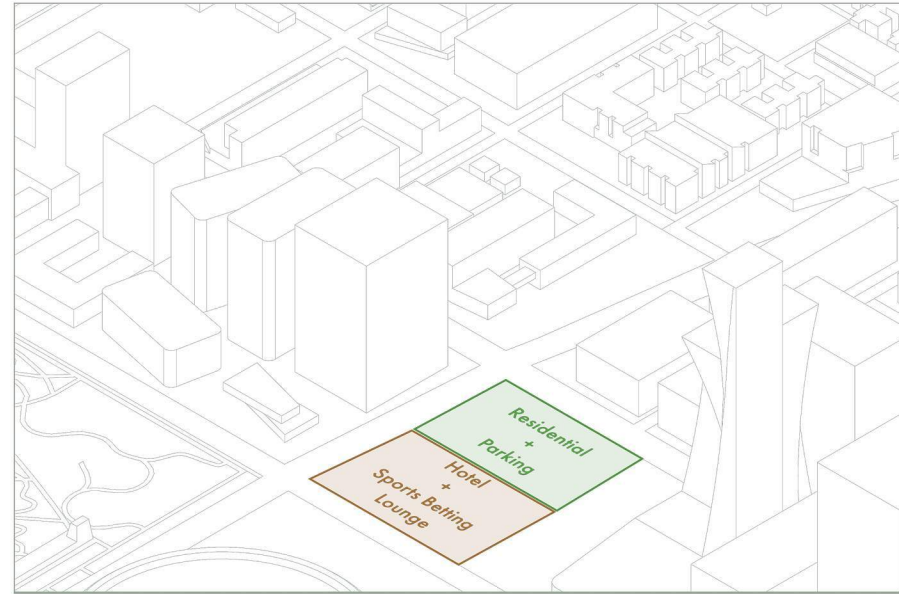 Residential
+
Parking
Hotel
+
Sports Betting
Lounge